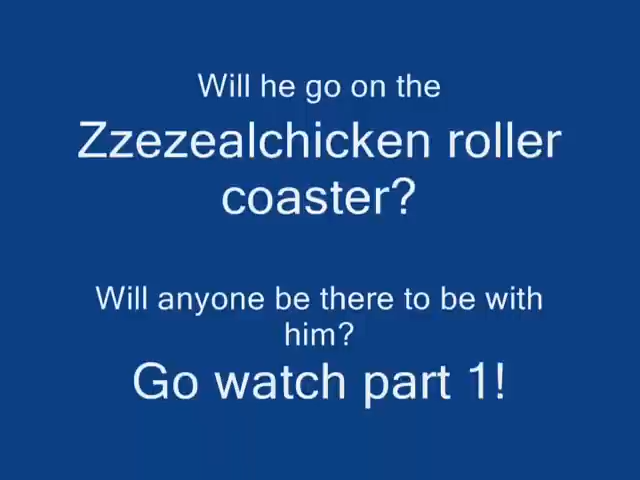 Will he go on the
Zzezealchicken roller
coaster?
Will anyone be there to be with
him?
Go watch part 1!